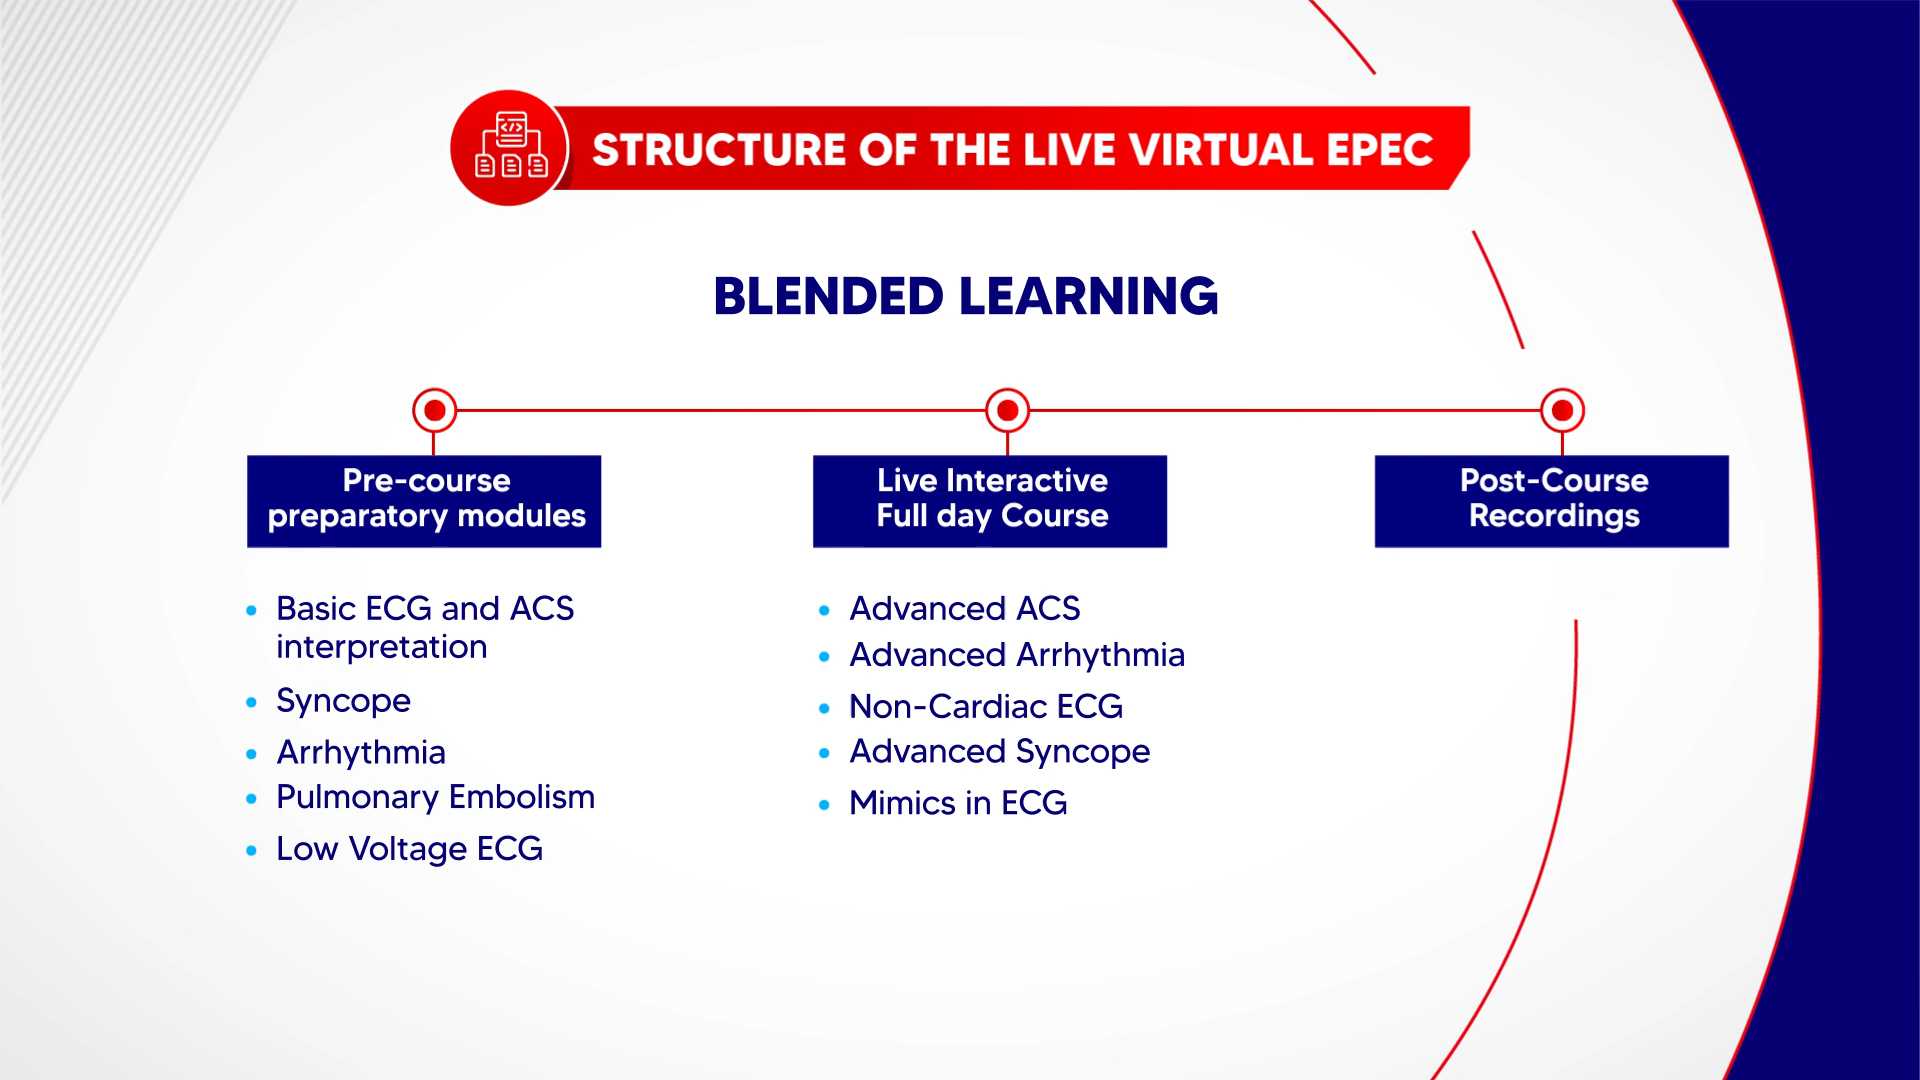 STRUCTURE OF THE LIVE VIRTUAL EPEC
BLENDED LEARNING
Pre-course
preparatory modules
• Basic ECG and ACS
interpretation
• Syncope
• Arrhythmia
• Pulmonary Embolism
• Low Voltage ECG
Live Interactive
Full day Course
• Advanced ACS
• Advanced Arrhythmia
• Non-Cardiac ECG
• Advanced Syncope
• Mimics in ECG
Post-Course
Recordings